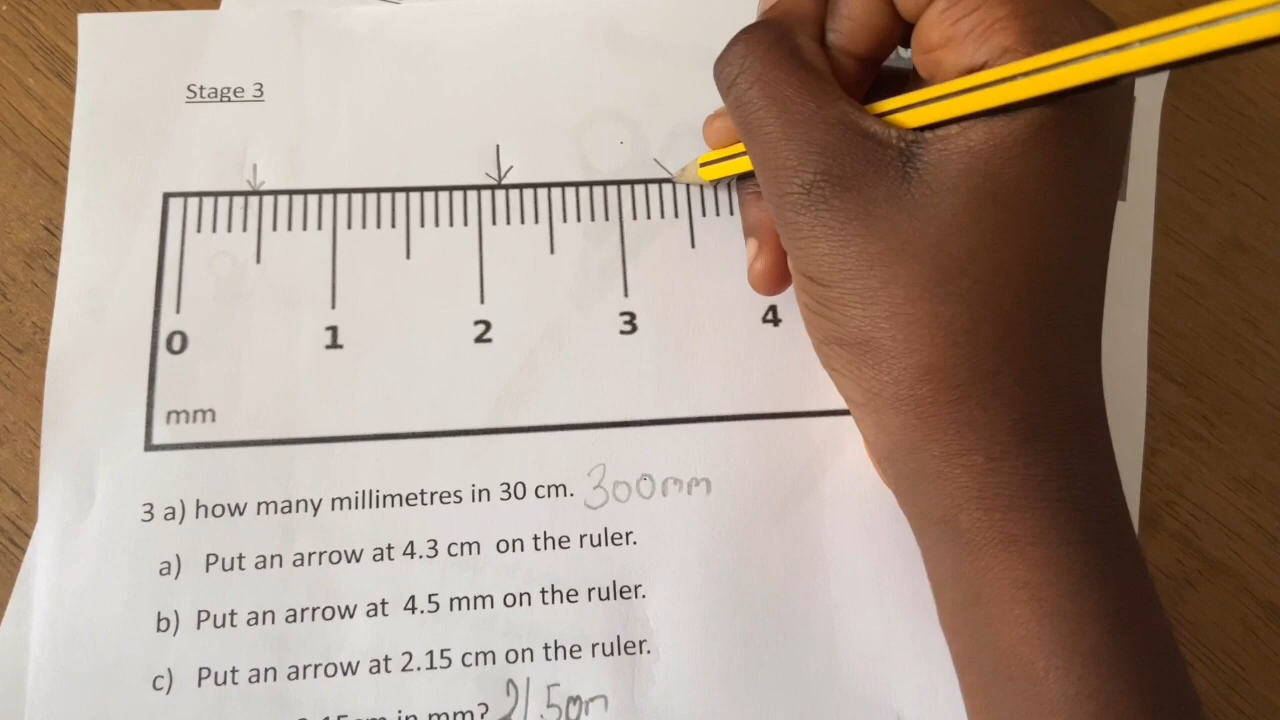 Stage 3
0 1 2 3 4
mm
3 a) how many millimetres in 30 cm. 300mm
a) Put an arrow at 4.3 cm on the ruler.
b) Put an arrow at 4.5 mm on the ruler.
c) Put an arrow at 2.15 cm on the ruler.
in mm? 21.5